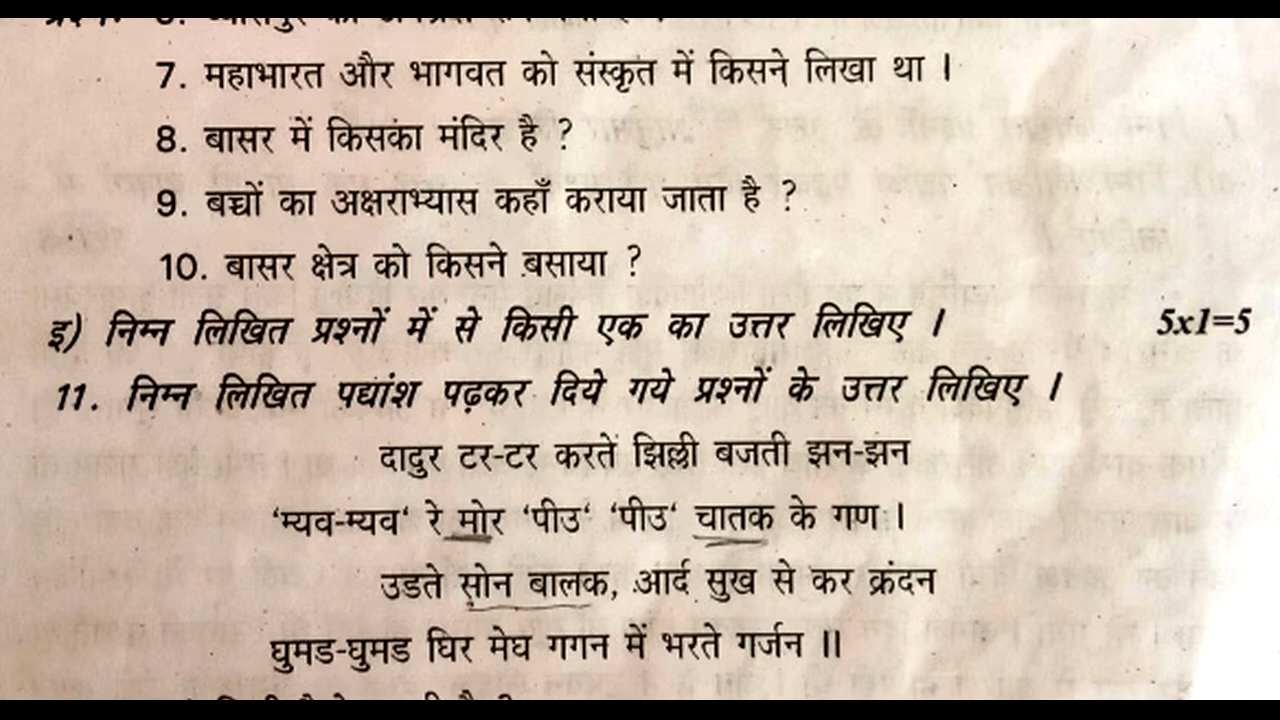 7. महाभारत और भागवत को संस्कृत में किसने लिखा था ।
8. बासर में किसका मंदिर है ?
9. बच्चों का अक्षराभ्यास कहाँ कराया जाता है ?
10. बासर क्षेत्र को किसने बसाया ?
इ) निम्न लिखित प्रश्नों में से किसी एक का उत्तर लिखिए । 5x1=5
11. निम्न लिखित पद्यांश पढ़कर दिये गये प्रश्नों के उत्तर लिखिए ।
दादुर टर-टर करते झिल्ली बजती झन-झन
‘म्यव-म्यव‘ रे मोर ‘पीउ‘ ‘पीउ‘ चातक के गण ।
उडते सोन बालक, आर्द सुख से कर क्रंदन
घुमड-घुमड घिर मेघ गगन में भरते गर्जन ॥